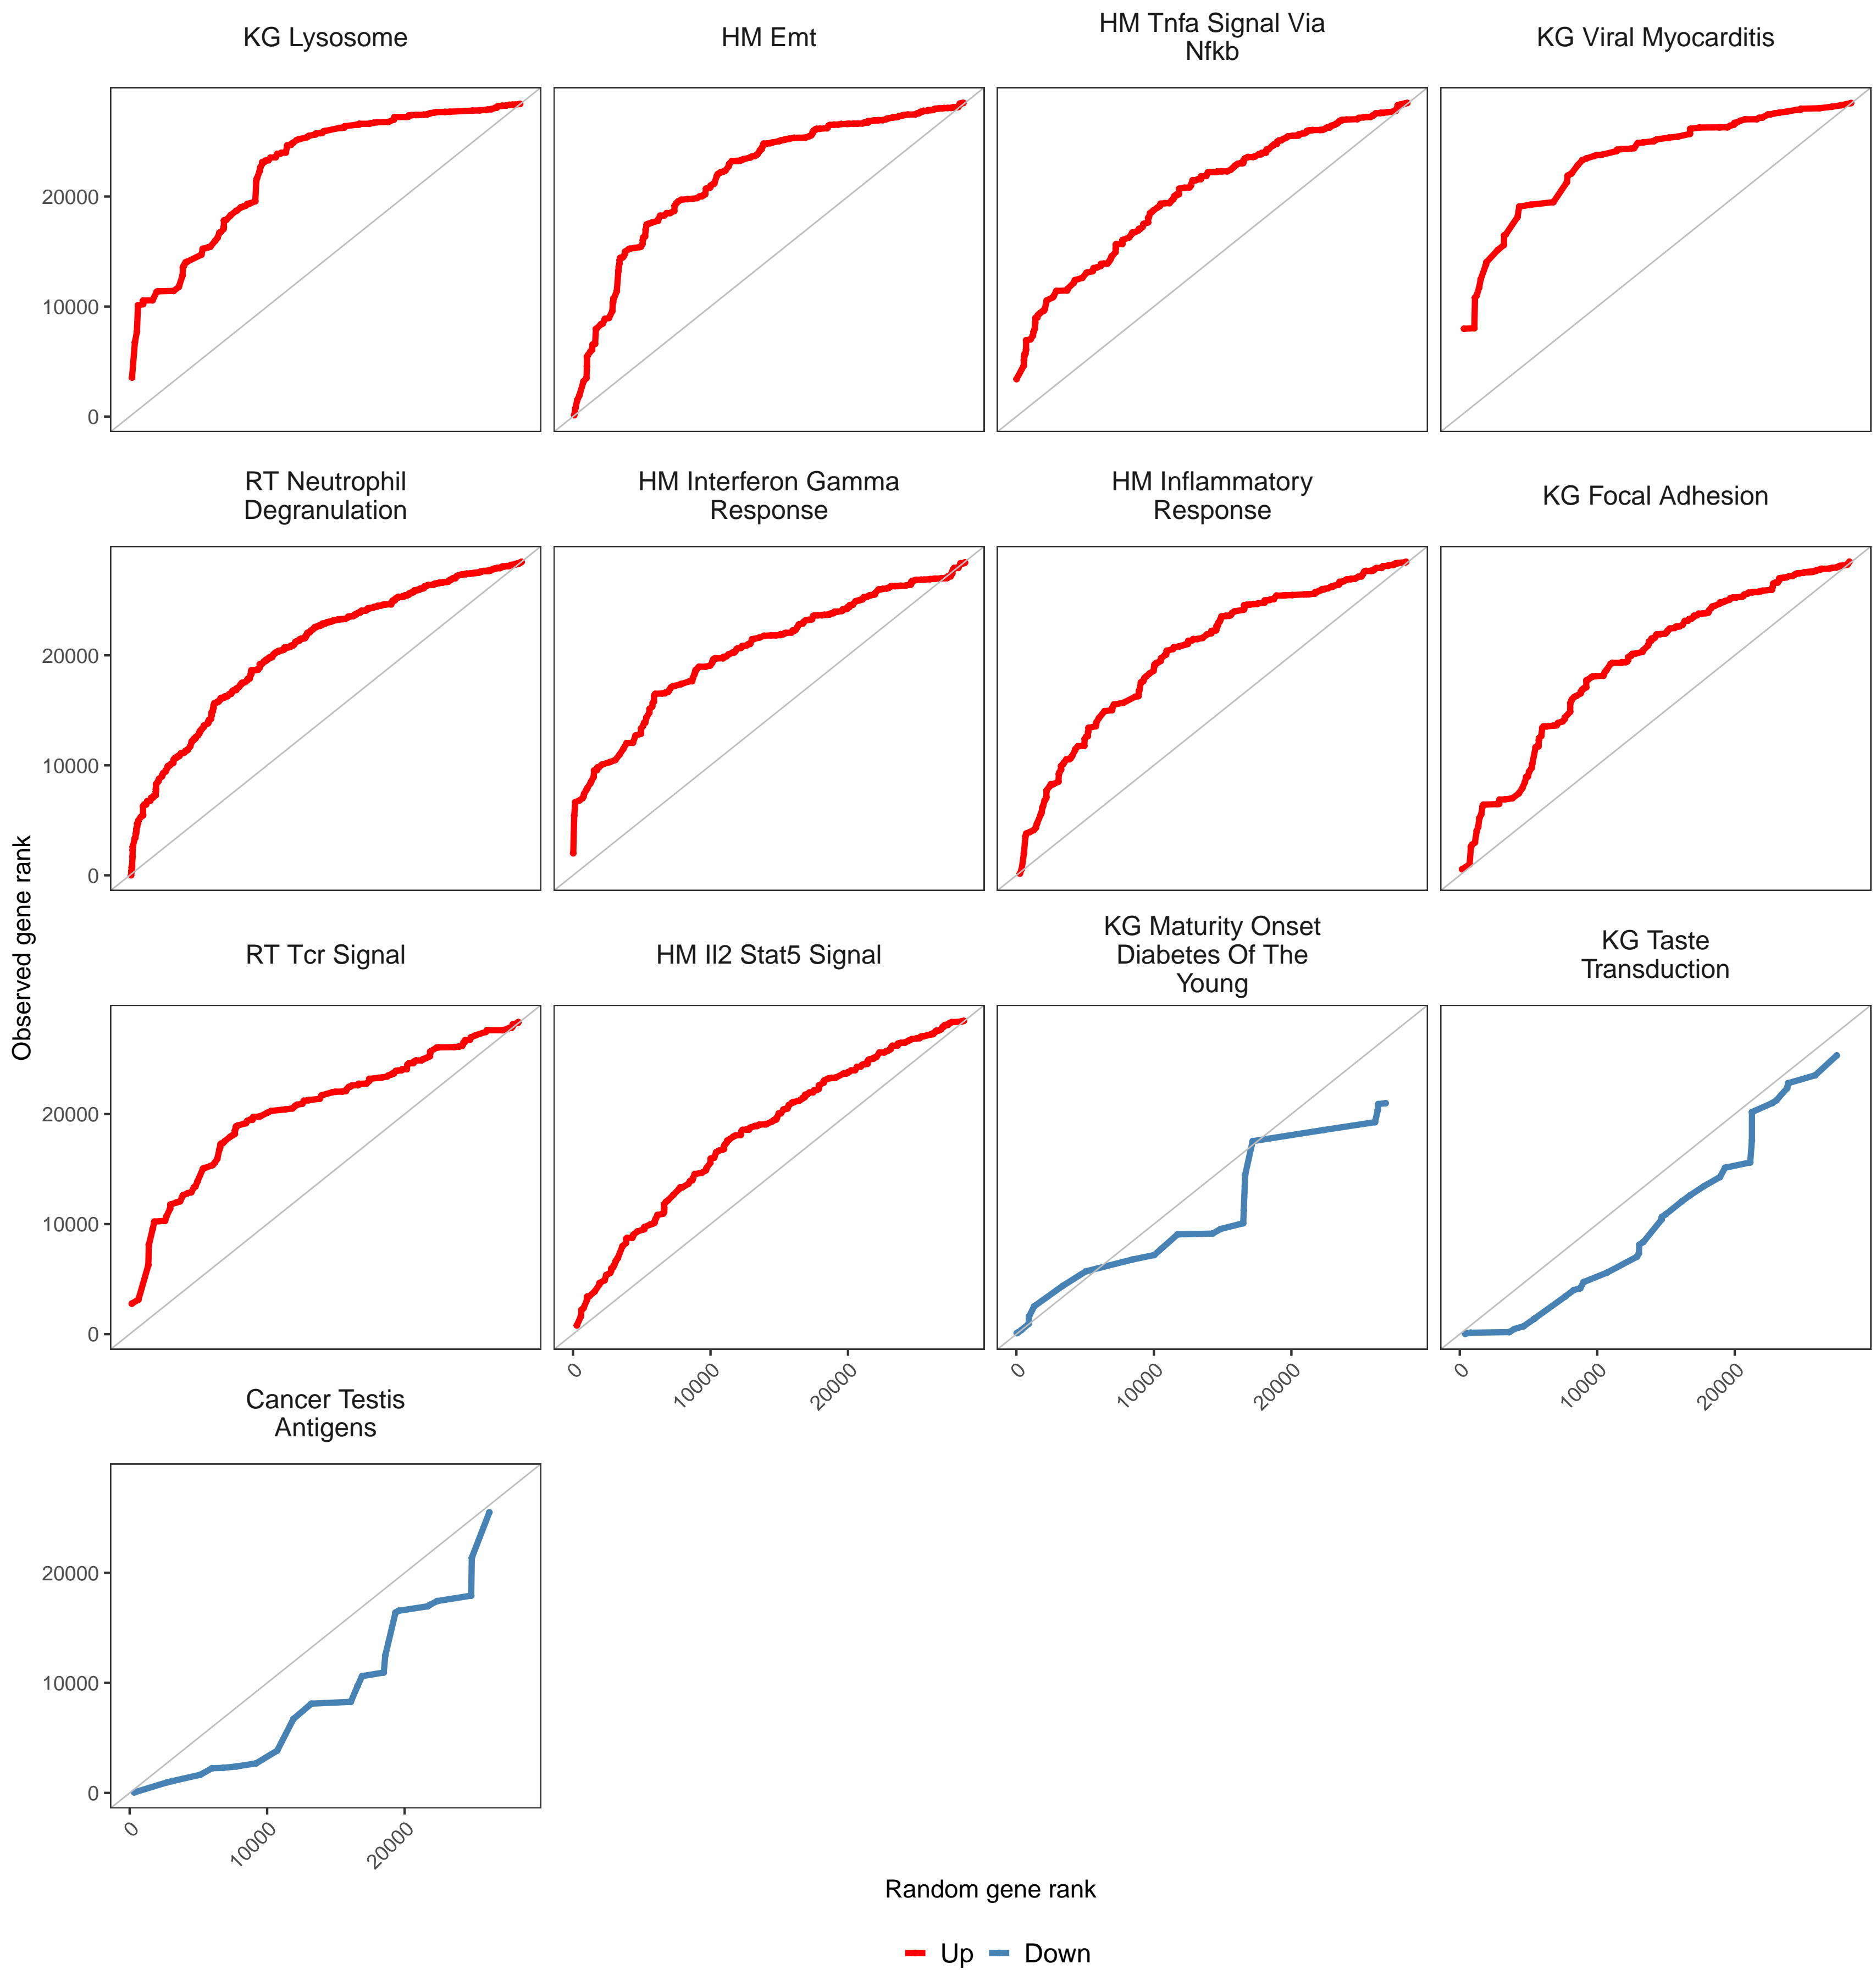 KG Lysosome
HM Emt
HM Tnfa Signal Via
Nfkb
KG Viral Myocarditis
20000
10000
0
RT Neutrophil
Degranulation
HM Interferon Gamma
Response
HM Inflammatory
Response
KG Focal Adhesion
20000
10000
0
Observed gene rank
RT Tcr Signal
HM Il2 Stat5 Signal
KG Maturity Onset
Diabetes Of The
Young
KG Taste
Transduction
20000
10000
0
0
10000
20000
0
10000
20000
0
10000
20000
Cancer Testis
Antigens
20000
10000
0
0
10000
20000
Random gene rank
Up
Down